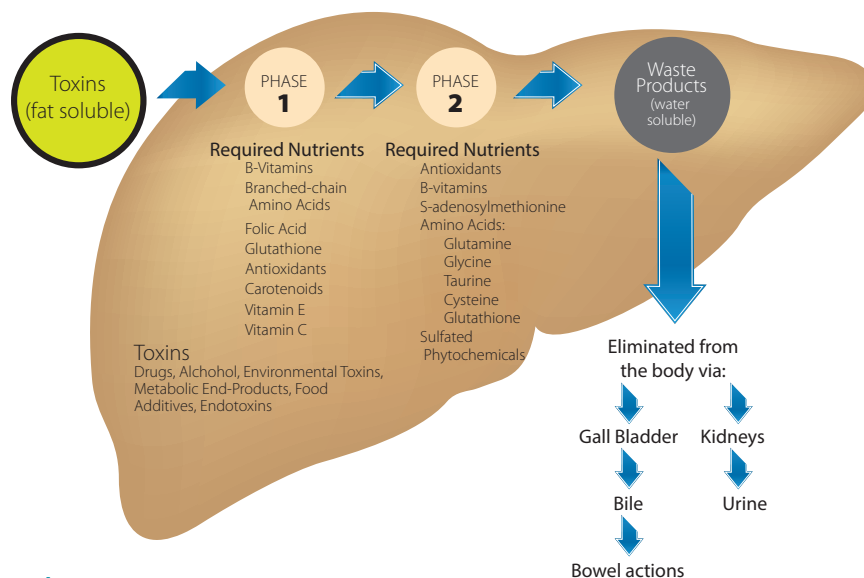 Toxins
(fat soluble)
PHASE
1
PHASE
2
Waste
Products
(water
soluble)
Required Nutrients
B-Vitamins
Branched-chain
Amino Acids
Folic Acid
Glutathione
Antioxidants
Carotenoids
Vitamin E
Vitamin C
Required Nutrients
Antioxidants
B-vitamins
S-adenosylmethionine
Amino Acids:
Glutamine
Glycine
Taurine
Cysteine
Glutathione
Sulfated
Phytochemicals
Toxins
Drugs, Alchohol, Environmental Toxins,
Metabolic End-Products, Food
Additives, Endotoxins
Eliminated from
the body via:
Gall Bladder
Bile
Bowel actions
Kidneys
Urine